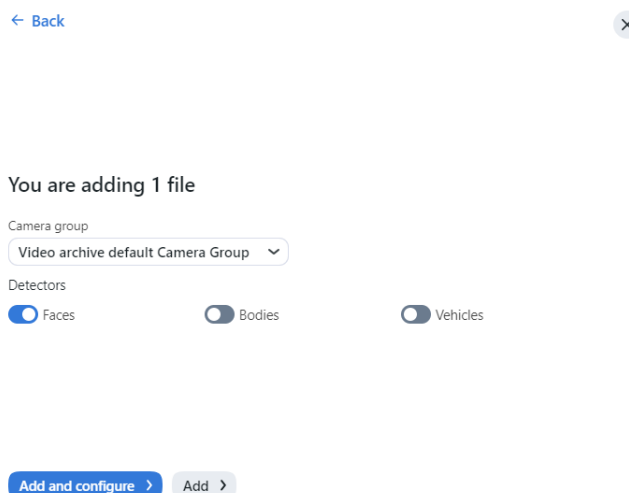 Back
You are adding 1 file
Camera group
Video archive default Camera Group
Detectors
Faces Bodies Vehicles
Add and configure Add